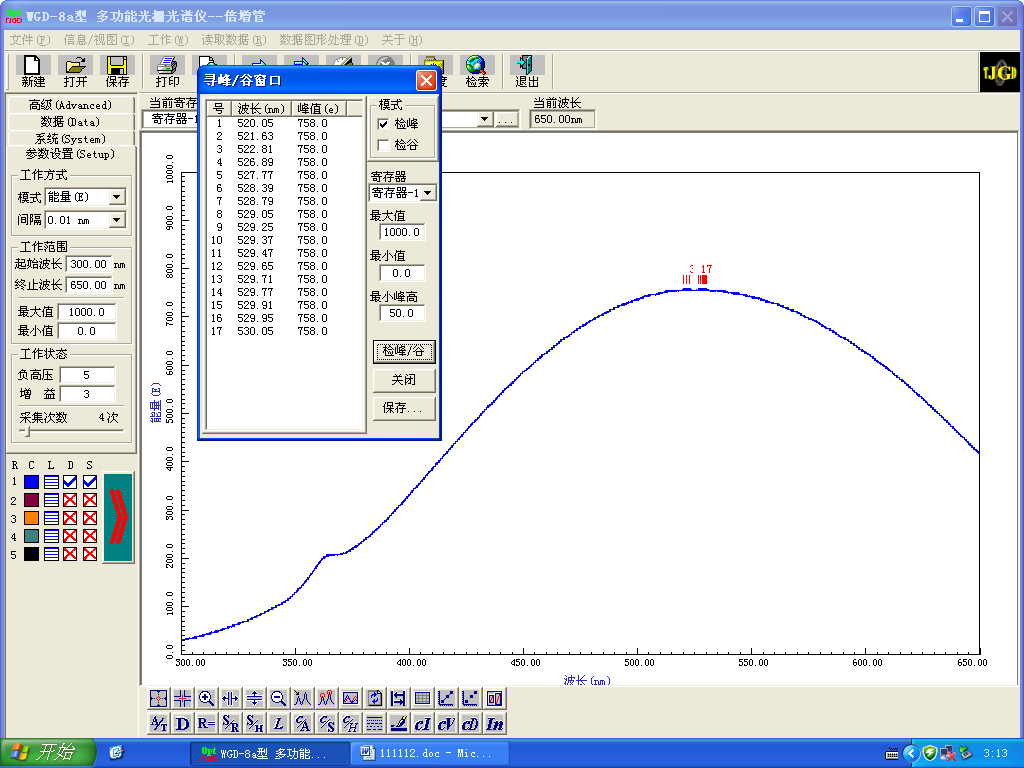 WGD-8a型 多功能光栅光谱仪--倍增管
文件(F) 信息/视图(I) 工作(W) 读取数据(R) 数据图形处理(D) 关于(H)
新建 打开 保存 打印 检索 退出
TJGD
高级(Advanced)
数据(Data)
系统(System)
参数设置(Setup)
工作方式
模式 能量(E)
间隔 0.01 nm
工作范围
起始波长 300.00 nm
终止波长 650.00 nm
最大值 1000.0
最小值 0.0
工作状态
负高压 5
增 益 3
采集次数 4次
R C L D S
1
2
3
4
5
当前寄存
寄存器-1
...
当前波长
650.00nm
寻峰/谷窗口
号 波长(nm) 峰值(e)
1 520.05 758.0
2 521.63 758.0
3 522.81 758.0
4 526.89 758.0
5 527.77 758.0
6 528.39 758.0
7 528.79 758.0
8 529.05 758.0
9 529.25 758.0
10 529.37 758.0
11 529.47 758.0
12 529.65 758.0
13 529.71 758.0
14 529.77 758.0
15 529.91 758.0
16 529.95 758.0
17 530.05 758.0
模式
检峰
检谷
寄存器
寄存器-1
最大值
1000.0
最小值
0.0
最小峰高
50.0
检峰/谷
关闭
保存...
1000.0
900.0
800.0
700.0
600.0
500.0
400.0
300.0
200.0
100.0
0.0
能量(E)
3 17
300.00 350.00 400.00 450.00 500.00 550.00 600.00 650.00
波长(nm)
A/T D R= S/R S/H L C/A C/S C/H cI cV cD In
开始
WGD-8a型 多功能...
111112.doc - Mic...
3:13